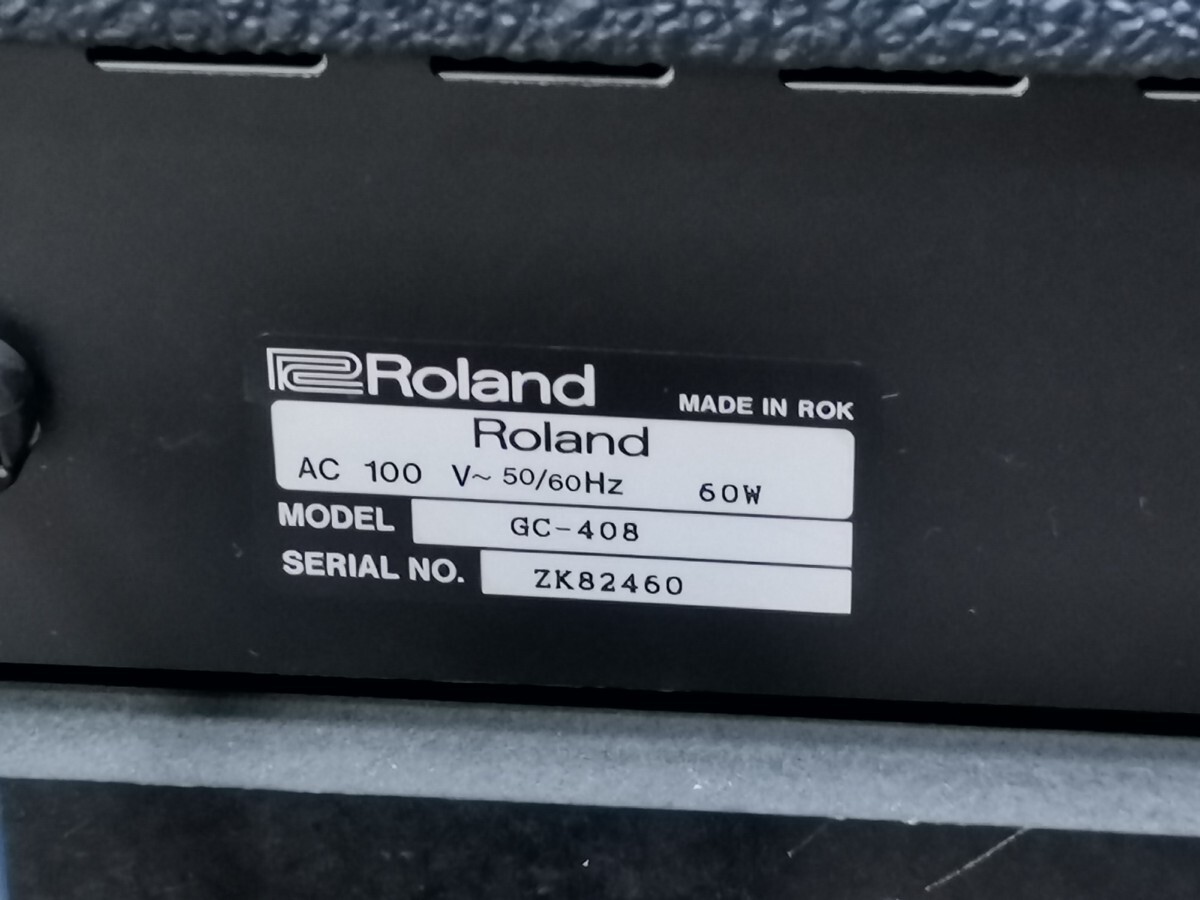 Roland MADE IN ROK
Roland
AC 100 V~ 50/60Hz 60W
MODEL GC-408
SERIAL NO. ZK82460